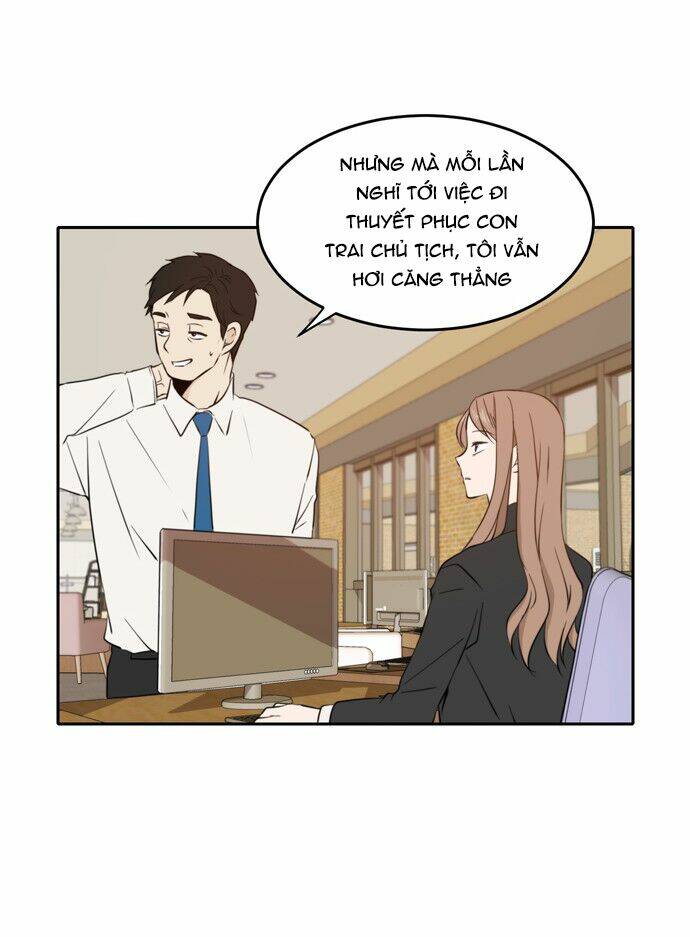 NHƯNG MÀ MỖI LẦN
NGHĨ TỚI VIỆC ĐI
THUYẾT PHỤC CON
TRAI CHỦ TỊCH, TÔI VẪN
HƠI CĂNG THẲNG